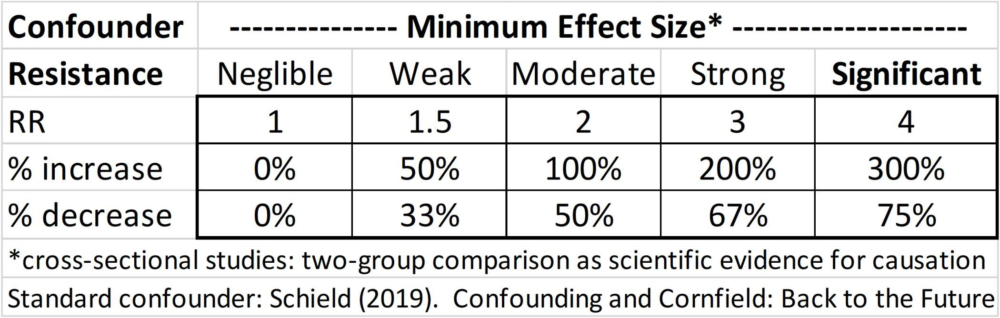 Confounder --------------- Minimum Effect Size* ---------------------
Resistance Neglible Weak Moderate Strong Significant
RR 1 1.5 2 3 4
% increase 0% 50% 100% 200% 300%
% decrease 0% 33% 50% 67% 75%
*cross-sectional studies: two-group comparison as scientific evidence for causation
Standard confounder: Schield (2019).  Confounding and Cornfield: Back to the Future